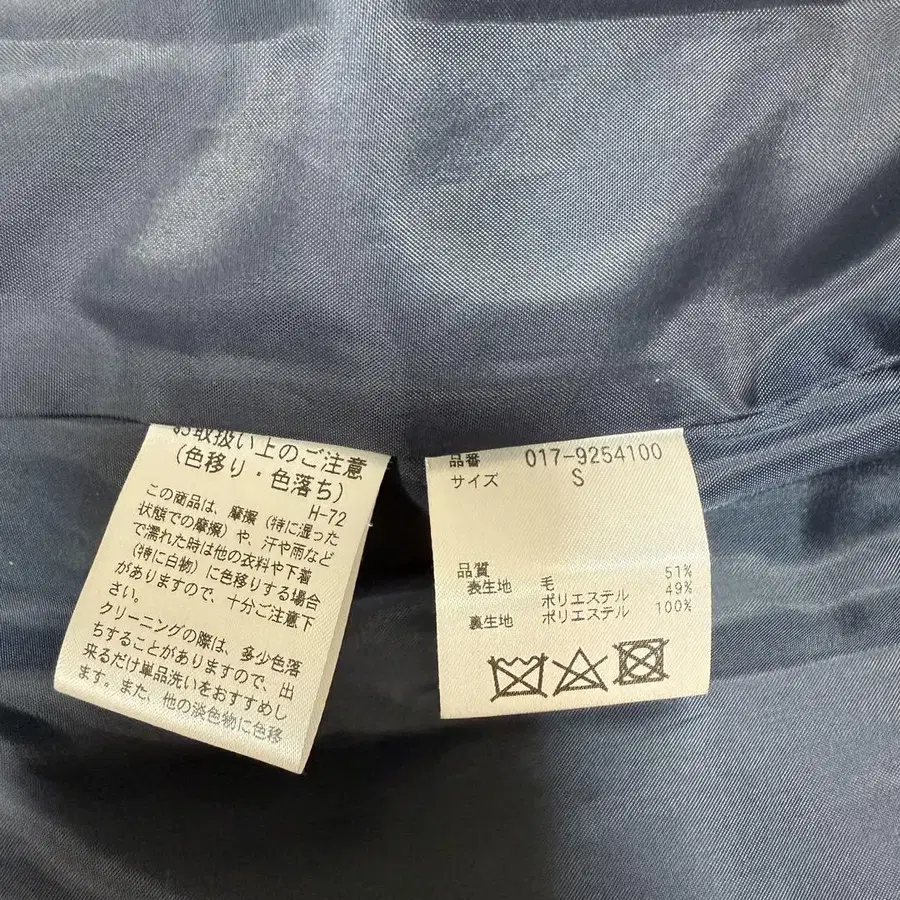 お取扱い上のご注意
(色移り・色落ち)
H-72
この商品は、摩擦(特に湿った
状態での摩擦)や、汗や雨など
で濡れた時は他の衣料や下着
(特に白物)に色移りする場合
がありますので、十分ご注意下
さい。
クリーニングの際は、多少色落
ちすることがありますので、出
来るだけ単品洗いをおすすめし
ます。また、他の淡色物に色移
品番 017-9254100
サイズ S
品質
表生地 毛 51%
ポリエステル 49%
裏生地 ポリエステル 100%